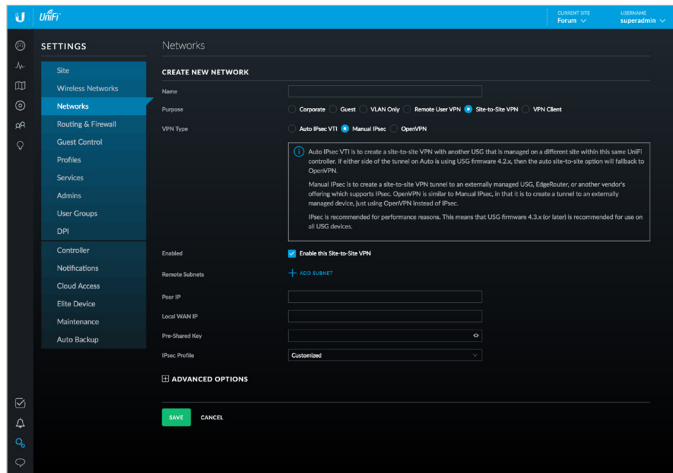 U UniFi
CURRENT SITE
Forum
USERNAME
superadmin
SETTINGS
Site
Wireless Networks
Networks
Routing & Firewall
Guest Control
Profiles
Services
Admins
User Groups
DPI
Controller
Notifications
Cloud Access
Elite Device
Maintenance
Auto Backup
Networks
CREATE NEW NETWORK
Name
Purpose Corporate Guest VLAN Only Remote User VPN Site-to-Site VPN VPN Client
VPN Type Auto IPsec VTI Manual IPsec OpenVPN
Auto IPsec VTI is to create a site-to-site VPN with another USG that is managed on a different site within this same UniFi
controller. If either side of the tunnel on Auto is using USG firmware 4.2.x, then the auto site-to-site option will fallback to
OpenVPN.
Manual IPsec is to create a site-to-site VPN tunnel to an externally managed USG, EdgeRouter, or another vendor's
offering which supports IPsec. OpenVPN is similar to Manual IPsec, in that it is to create a tunnel to an externally
managed device, just using OpenVPN instead of IPsec.
IPsec is recommended for performance reasons. This means that USG firmware 4.3.x (or later) is recommended for use on
all USG devices.
Enabled Enable this Site-to-Site VPN
Remote Subnets ADD SUBNET
Peer IP
Local WAN IP
Pre-Shared Key
IPsec Profile Customized
ADVANCED OPTIONS
SAVE CANCEL